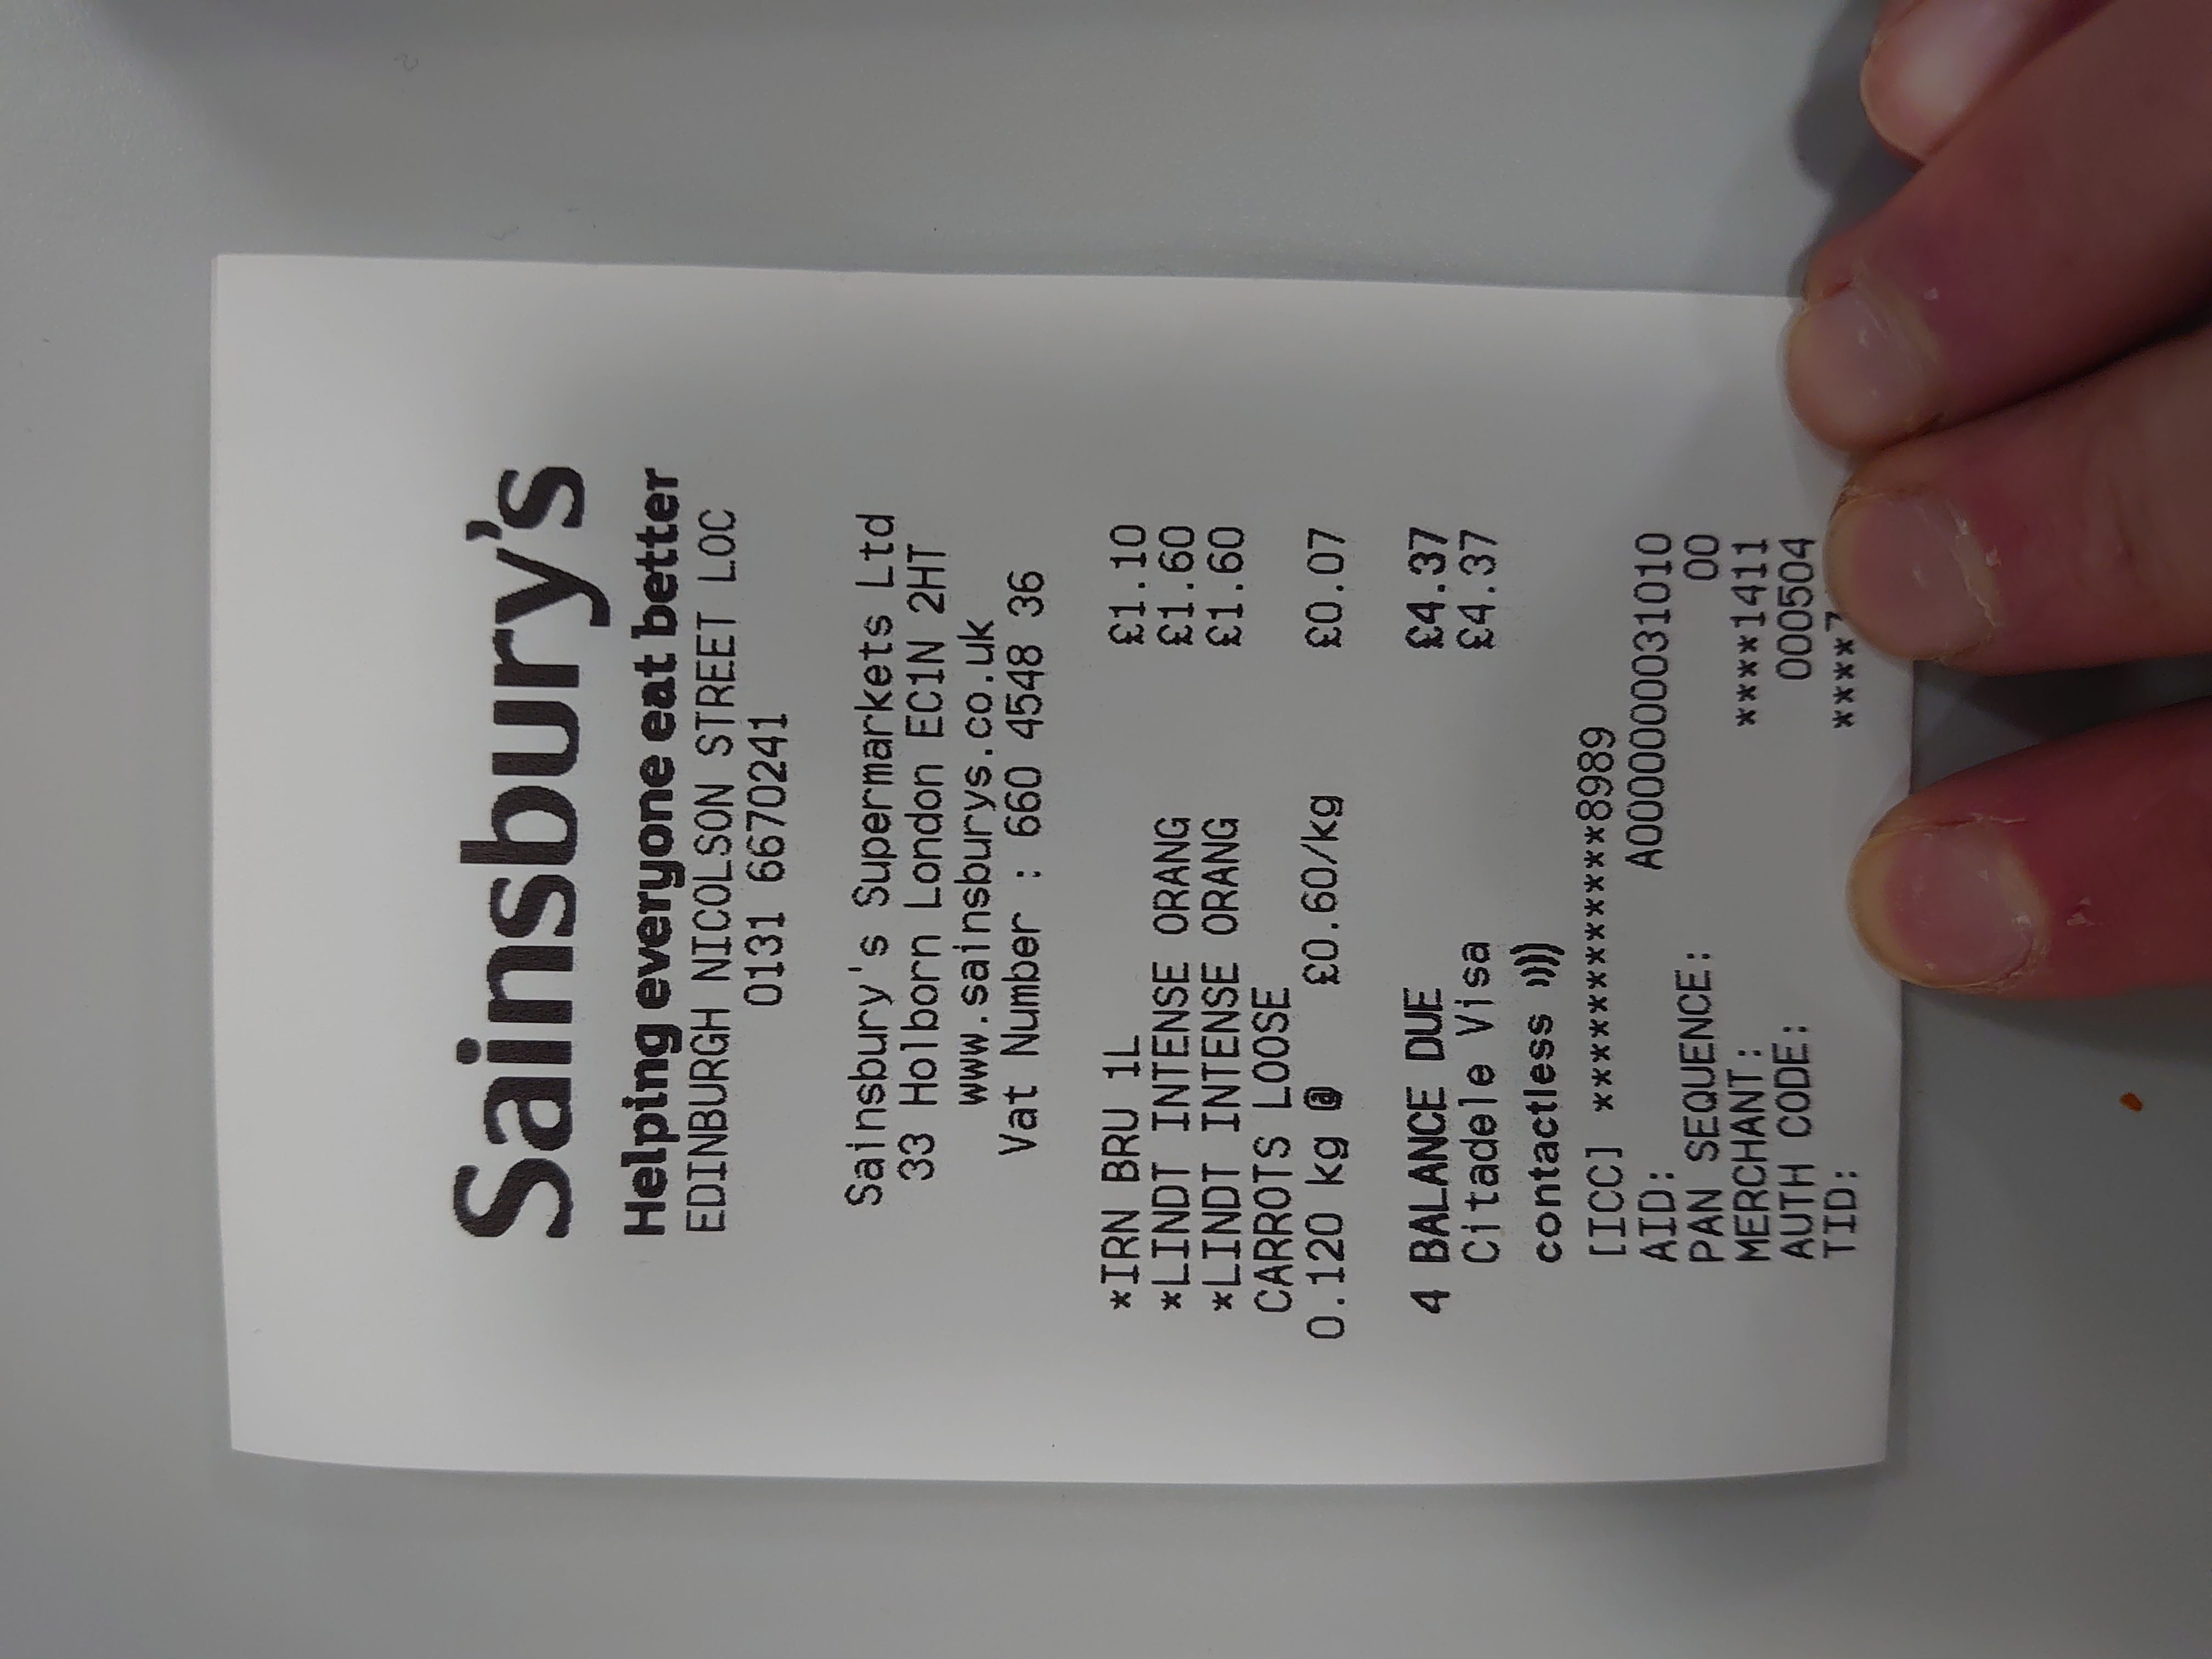 Sainsbury's
Helping everyone eat better
EDINBURGH NICOLSON STREET LOC
0131 6670241
Sainsbury's Supermarkets Ltd
33 Holborn London EC1N 2HT
www.sainsburys.co.uk
Vat Number : 660 4548 36
*IRN BRU 1L £1.10
*LINDT INTENSE ORANG £1.60
*LINDT INTENSE ORANG £1.60
CARROTS LOOSE
0.120 kg @ £0.60/kg £0.07
4 BALANCE DUE £4.37
Citadele Visa £4.37
contactless
[ICC] ************8989
AID: A0000000031010
PAN SEQUENCE: 00
MERCHANT: ****1411
AUTH CODE: 000504
TID: